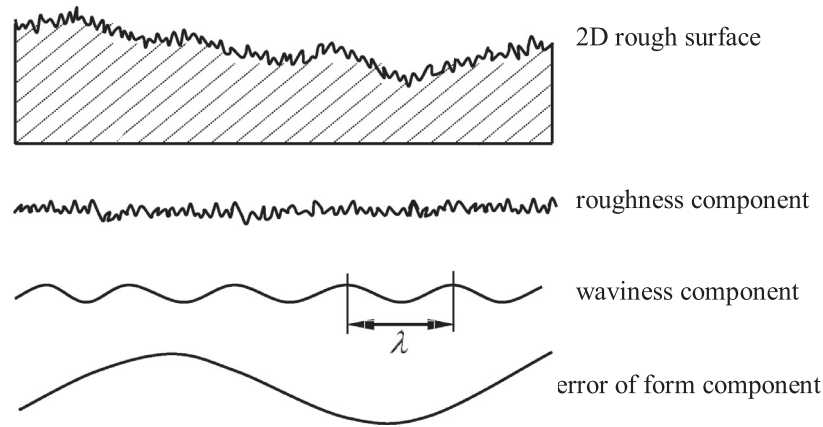 2D rough surface
roughness component
waviness component
λ
error of form component